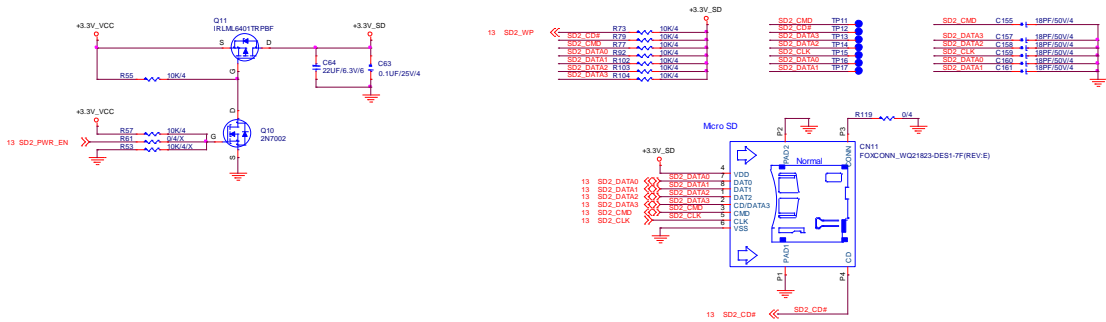 Q11
IRLML6401TRPBF
+3.3V_VCC
+3.3V_SD
S
D
G
C64
22UF/6.3V/6
C63
0.1UF/25V/4
R55
10K/4
+3.3V_VCC
D
Q10
2N7002
G
S
R57
10K/4
R61
0/4/X
R53
10K/4/X
13 SD2_PWR_EN
+3.3V_SD
13 SD2_WP
R73
10K/4
SD2_CD#
R79
10K/4
SD2_CMD
R77
10K/4
SD2_DATA0
R92
10K/4
SD2_DATA1
R102
10K/4
SD2_DATA2
R103
10K/4
SD2_DATA3
R104
10K/4
SD2_CMD
TP11
SD2_CD#
TP12
SD2_DATA3
TP13
SD2_DATA2
TP14
SD2_CLK
TP15
SD2_DATA0
TP16
SD2_DATA1
TP17
SD2_CMD
C155
18PF/50V/4
SD2_DATA3
C157
18PF/50V/4
SD2_DATA2
C158
18PF/50V/4
SD2_CLK
C159
18PF/50V/4
SD2_DATA0
C160
18PF/50V/4
SD2_DATA1
C161
18PF/50V/4
R119
0/4
Micro SD
P2
P3
CN11
FOXCONN_WQ21823-DES1-7F(REV:E)
PAD2
Normal
CONN
+3.3V_SD
4
VDD
13 SD2_DATA0
SD2_DATA0
7
DAT0
13 SD2_DATA1
SD2_DATA1
8
DAT1
13 SD2_DATA2
SD2_DATA2
1
DAT2
13 SD2_DATA3
SD2_DATA3
2
CD/DATA3
13 SD2_CMD
SD2_CMD
3
CMD
13 SD2_CLK
SD2_CLK
5
CLK
6
VSS
PAD1
CD
P1
P4
13 SD2_CD#
SD2_CD#